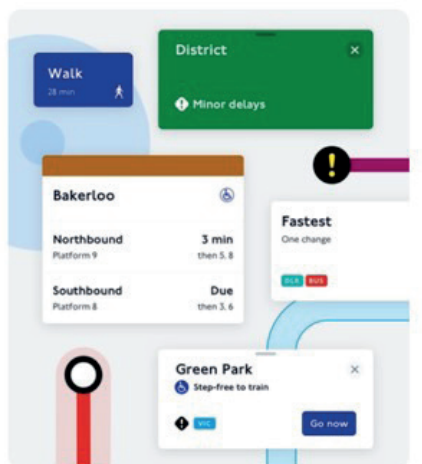 District
Walk
28 min
Minor delays
Bakerloo
Northbound 3 min
Platform 9 then 5, 8
Southbound Due
Platform 8 then 3, 6
Fastest
One change
DLR BUS
Green Park
Step-free to train
VIC Go now